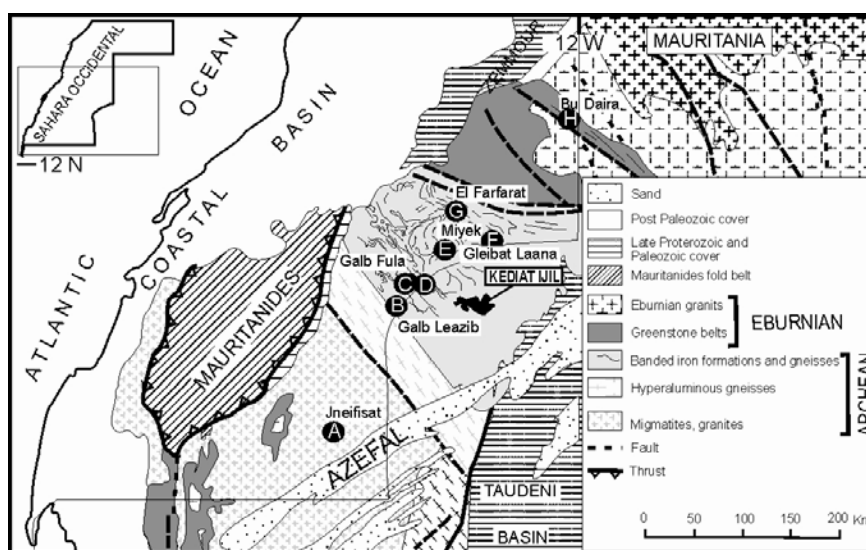 SAHARA OCCIDENTAL
12 N
ATLANTIC
OCEAN
COASTAL
BASIN
ZEMMOUR
12 W
MAURITANIA
Bu Daira
H
El Farfarat
G
Miyek
E
F
Gleibat Laana
Galb Fula
C
D
KEDIAT IJIL
B
Galb Leazib
MAURITANIDES
Jneifisat
A
AZEFAL
TAUDENI
BASIN
Sand
Post Paleozoic cover
Late Proterozoic and
Paleozoic cover
Mauritanides fold belt
Eburnian granits
Greenstone belts
EBURNIAN
Banded iron formations and gneisses
Hyperaluminous gneisses
Migmatites, granites
ARCHEAN
Fault
Thrust
0 50 100 150 200 Km